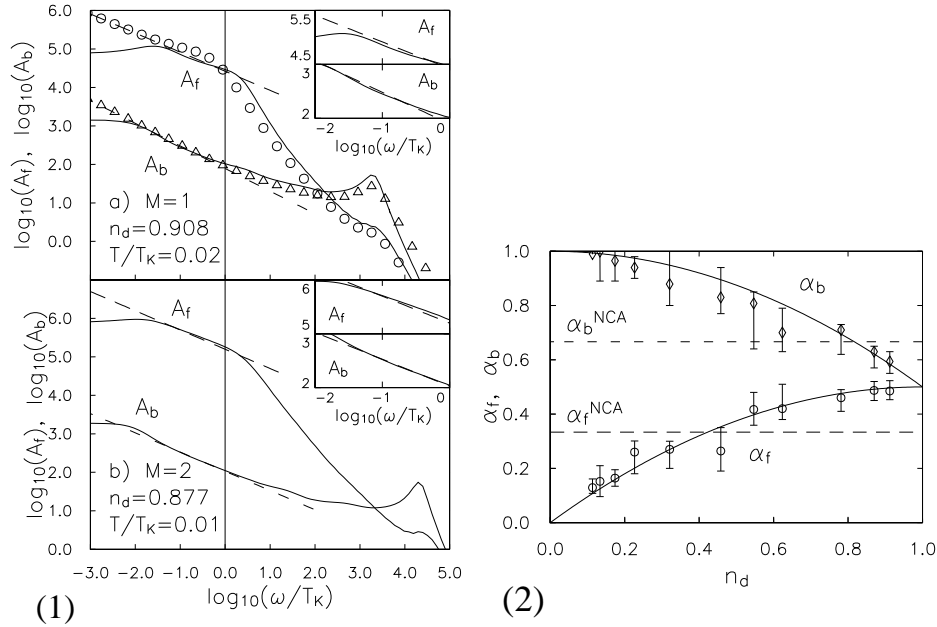 log10(Af), log10(Ab)
6.0
5.0
4.0
3.0
2.0
1.0
0.0
Af
Ab
a) M=1
nd=0.908
T/TK=0.02
5.5
4.5
Af
3
2
Ab
-2
-1
0
log10(ω/TK)
log10(Af), log10(Ab)
6.0
5.0
4.0
3.0
2.0
1.0
0.0
Af
Ab
b) M=2
nd=0.877
T/TK=0.01
6
5
Af
3
2
Ab
-2
-1
0
log10(ω/TK)
-3.0 -2.0 -1.0 0.0 1.0 2.0 3.0 4.0 5.0
log10(ω/TK)
(1)
αf, αb
1.0
0.8
0.6
0.4
0.2
0.0
αb
αbNCA
αfNCA
αf
0.0 0.2 0.4 0.6 0.8 1.0
nd
(2)